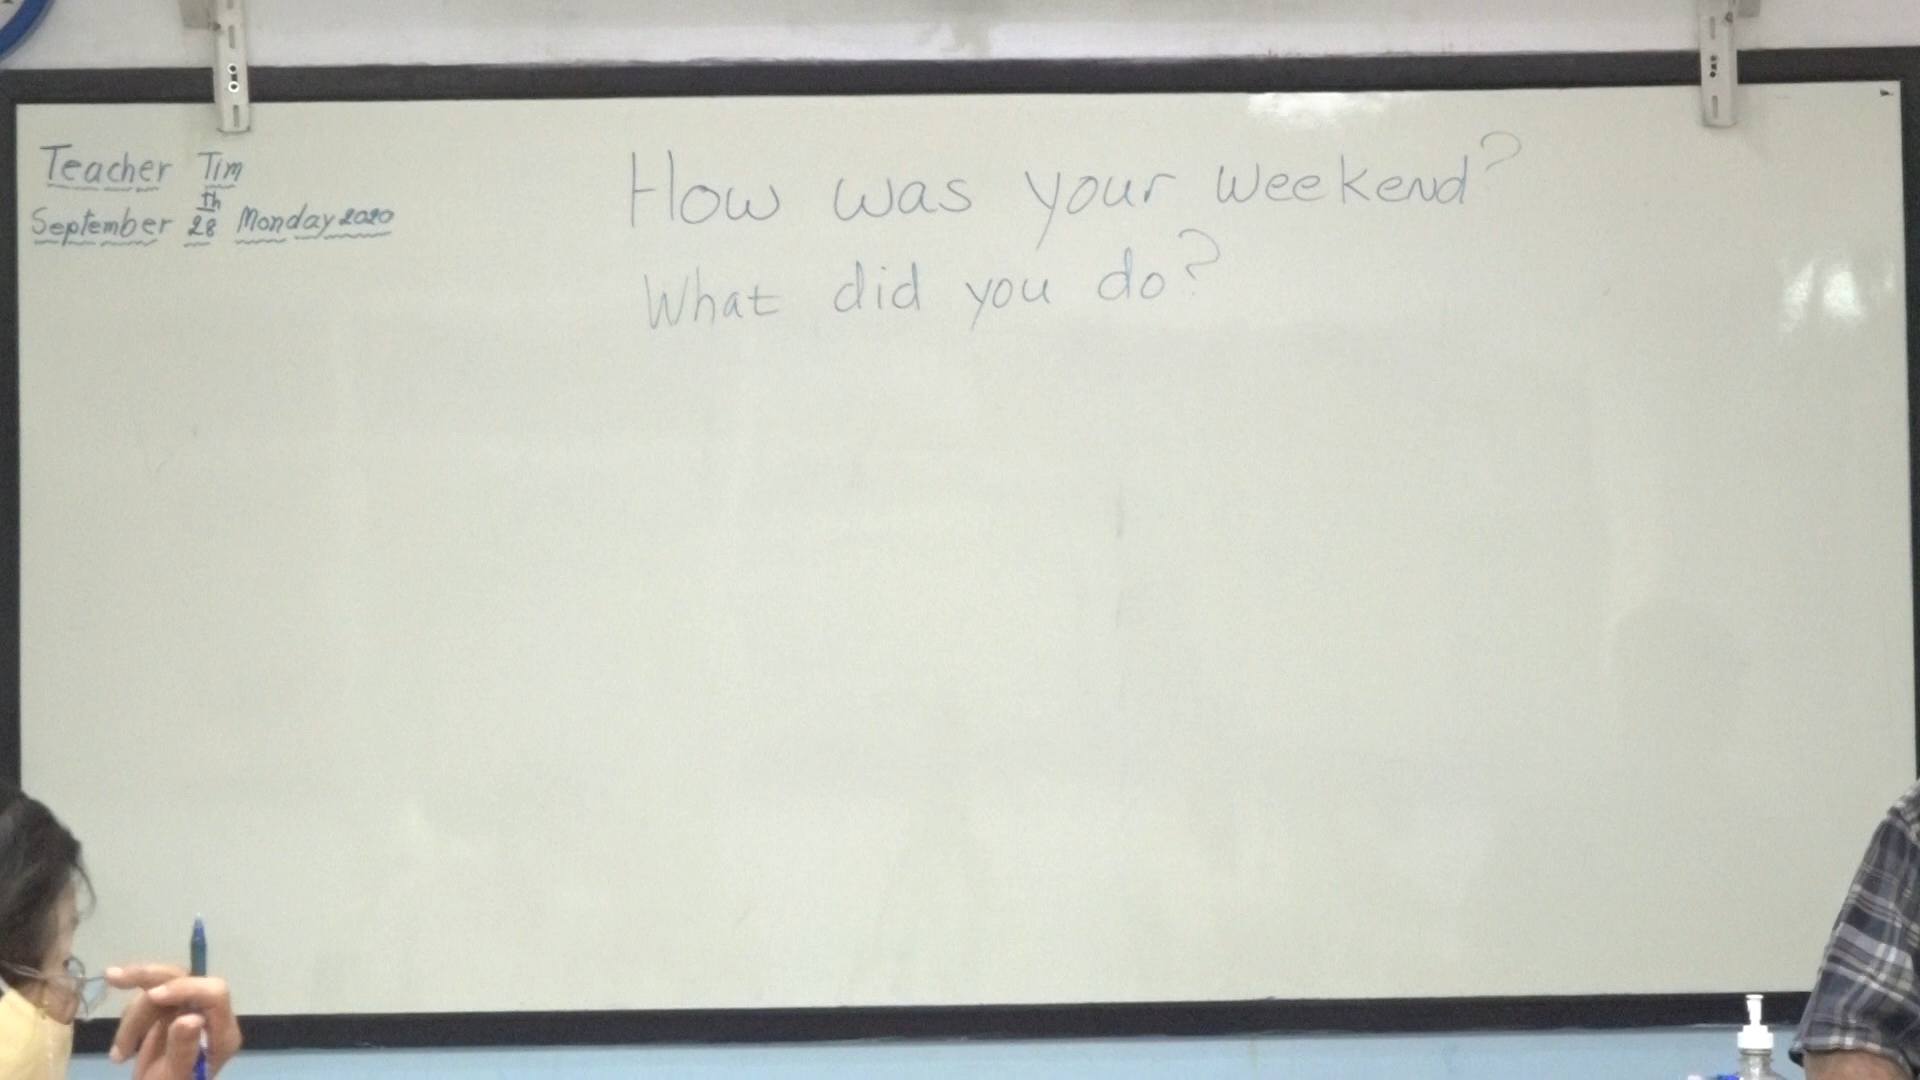 Teacher Tim
September 28th Monday 2020
How was your weekend?
What did you do?